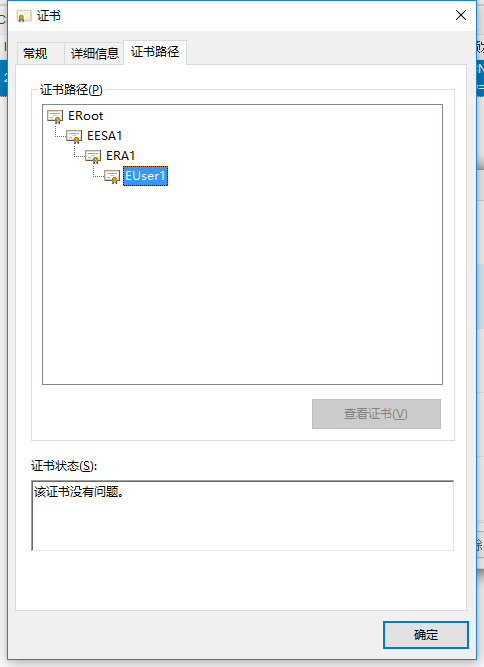 证书
常规
详细信息
证书路径
证书路径(P)
ERoot
EESA1
ERA1
EUser1
查看证书(V)
证书状态(S):
该证书没有问题。
确定